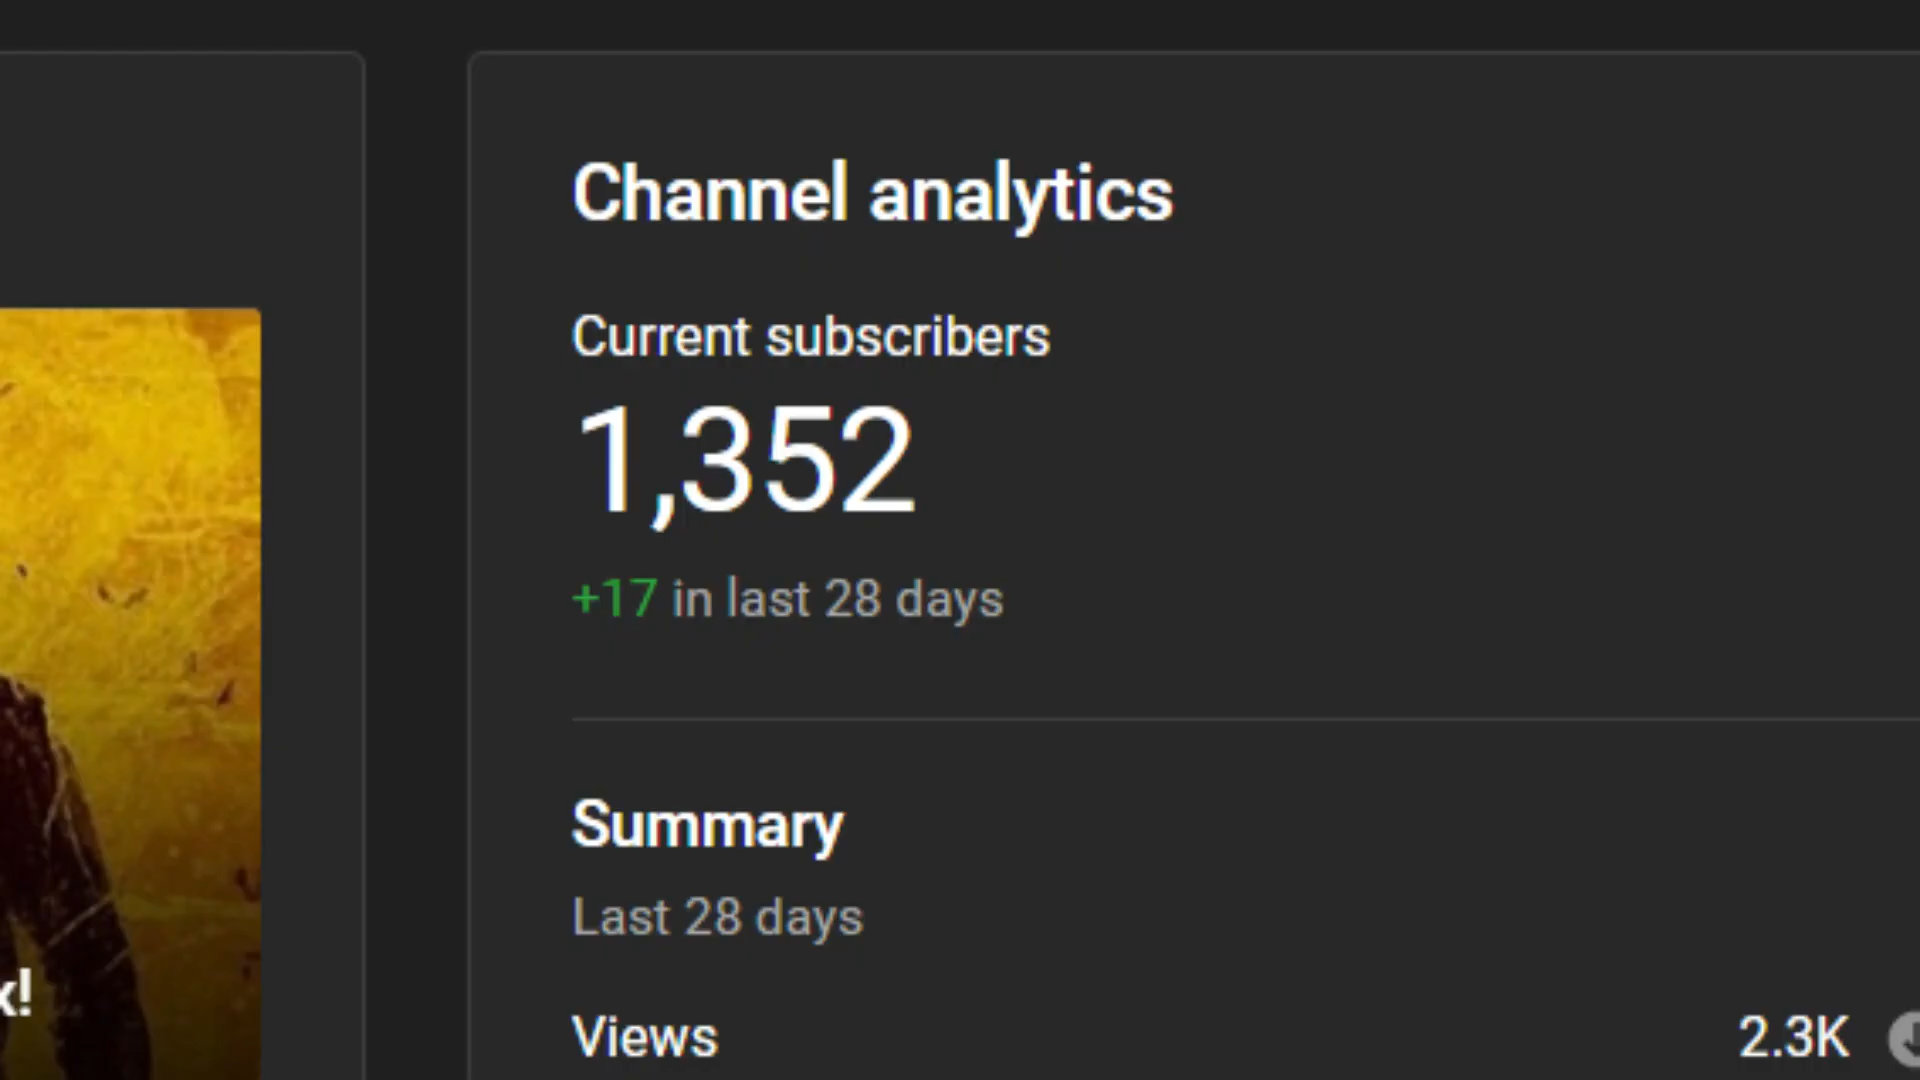 Channel analytics
Current subscribers
1,352
+17 in last 28 days
Summary
Last 28 days
x!
Views 2.3K